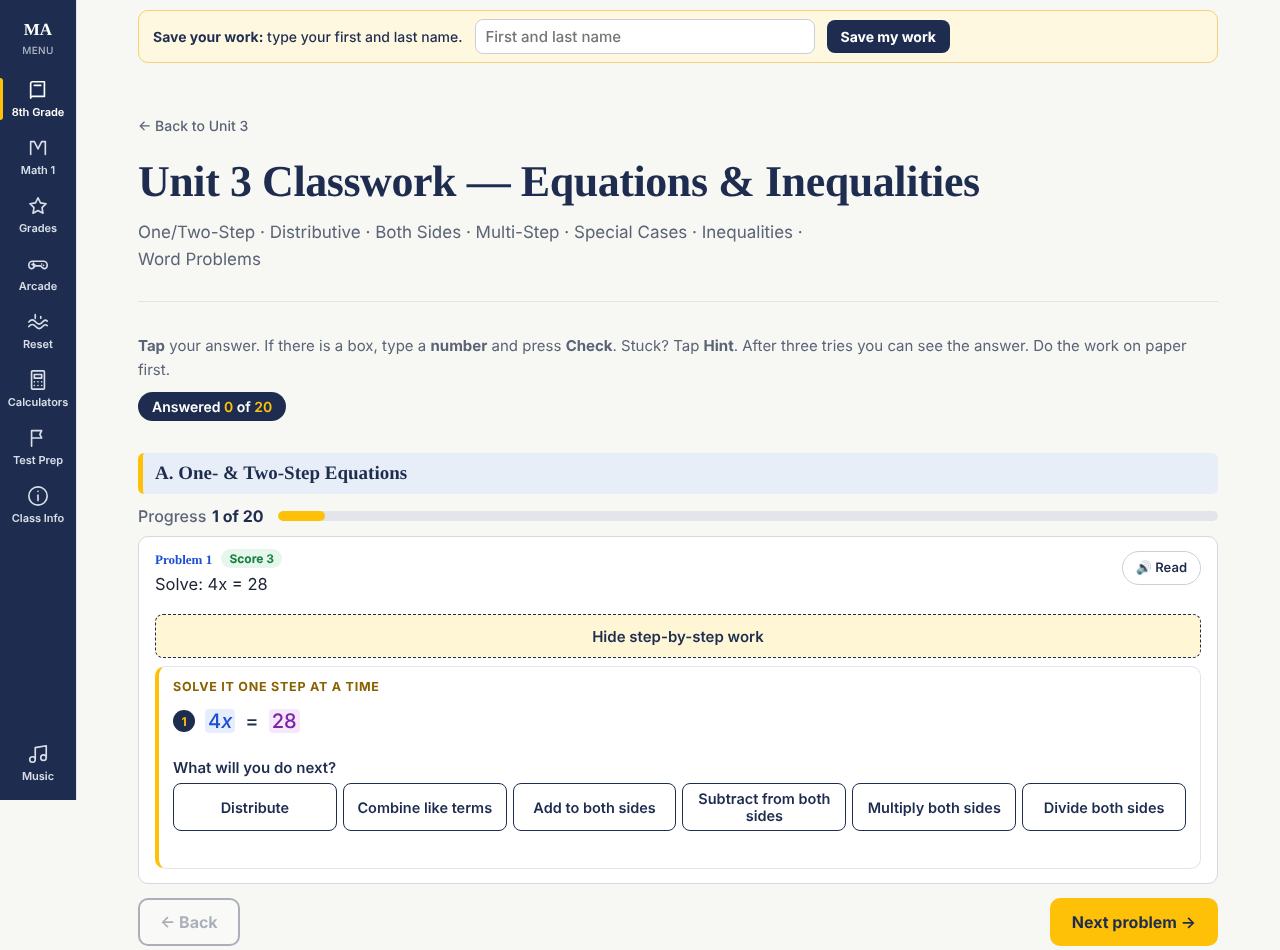 MA
MENU
8th Grade
Math 1
Grades
Arcade
Reset
Calculators
Test Prep
Class Info
Music
Save your work: type your first and last name.
First and last name
Save my work
← Back to Unit 3
Unit 3 Classwork — Equations & Inequalities
One/Two-Step · Distributive · Both Sides · Multi-Step · Special Cases · Inequalities ·
Word Problems
Tap your answer. If there is a box, type a number and press Check. Stuck? Tap Hint. After three tries you can see the answer. Do the work on paper
first.
Answered 0 of 20
A. One- & Two-Step Equations
Progress 1 of 20
Problem 1 Score 3
🔊 Read
Solve: 4x = 28
Hide step-by-step work
SOLVE IT ONE STEP AT A TIME
1 4x = 28
What will you do next?
Distribute
Combine like terms
Add to both sides
Subtract from both
sides
Multiply both sides
Divide both sides
← Back
Next problem →